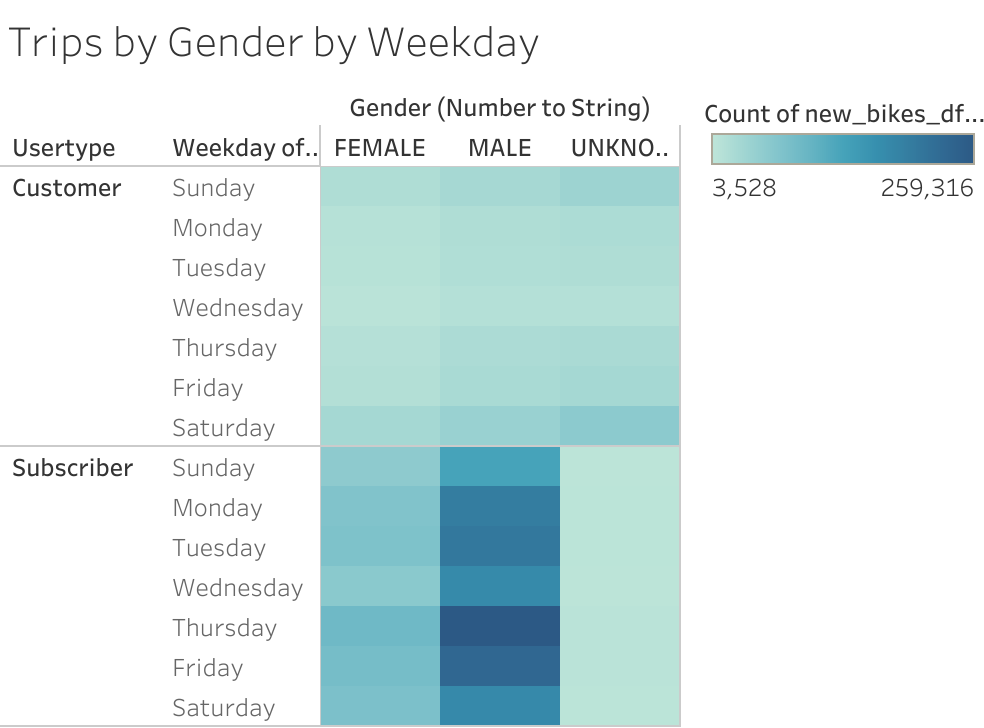 Trips by Gender by Weekday
Gender (Number to String)
Usertype Weekday of.. FEMALE MALE UNKNO..
Customer Sunday
Monday
Tuesday
Wednesday
Thursday
Friday
Saturday
Subscriber Sunday
Monday
Tuesday
Wednesday
Thursday
Friday
Saturday
Count of new_bikes_df...
3,528 259,316